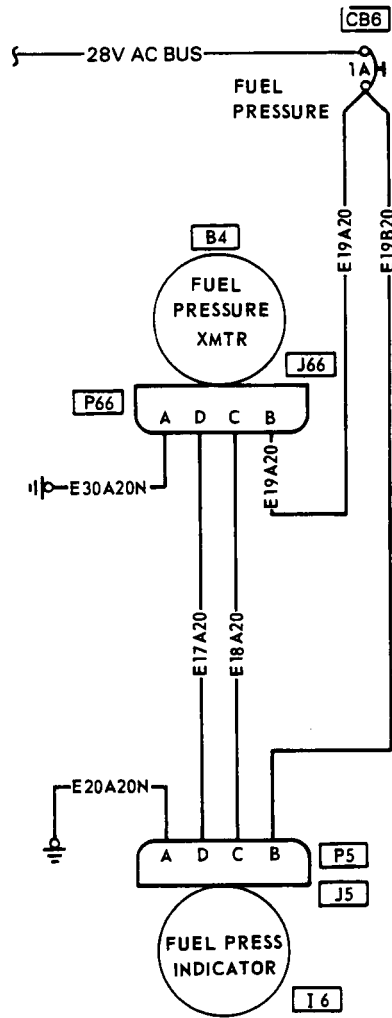 CB6
28V AC BUS
1A
FUEL
PRESSURE
E19A20
E19B20
B4
FUEL
PRESSURE
XMTR
J66
P66
A D C B
E19A20
E30A20N
E17A20
E18A20
E20A20N
A D C B
P5
J5
FUEL PRESS
INDICATOR
I6